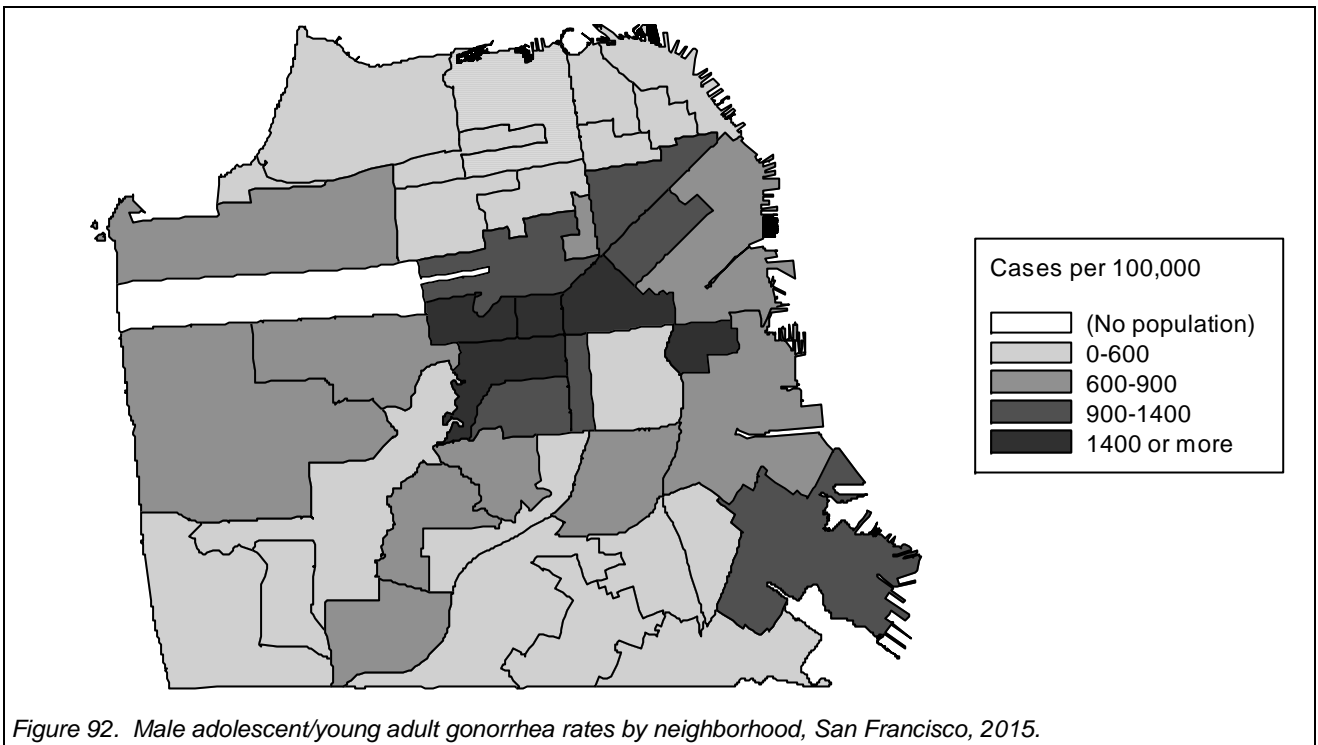 Cases per 100,000
(No population)
0-600
600-900
900-1400
1400 or more
Figure 92. Male adolescent/young adult gonorrhea rates by neighborhood, San Francisco, 2015.